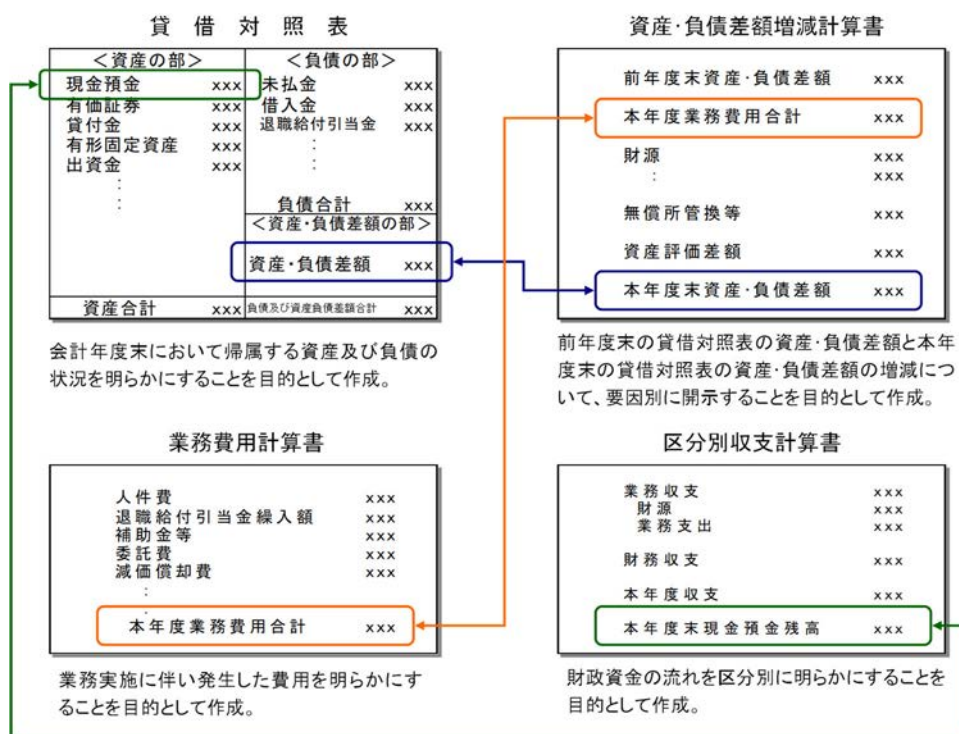 貸借対照表
<資産の部>
現金預金 xxx
有価証券 xxx
貸付金 xxx
有形固定資産 xxx
出資金 xxx
:
:
資産合計 xxx
<負債の部>
未払金 xxx
借入金 xxx
退職給付引当金 xxx
:
:
負債合計 xxx
<資産・負債差額の部>
資産・負債差額 xxx
負債及び資産負債差額合計 xxx
会計年度末において帰属する資産及び負債の
状況を明らかにすることを目的として作成。
資産・負債差額増減計算書
前年度末資産・負債差額 xxx
本年度業務費用合計 xxx
財源 xxx
: xxx
無償所管換等 xxx
資産評価差額 xxx
本年度末資産・負債差額 xxx
前年度末の貸借対照表の資産・負債差額と本年
度末の貸借対照表の資産・負債差額の増減につ
いて、要因別に開示することを目的として作成。
業務費用計算書
人件費 xxx
退職給付引当金繰入額 xxx
補助金等 xxx
委託費 xxx
減価償却費 xxx
:
:
本年度業務費用合計 xxx
業務実施に伴い発生した費用を明らかにす
ることを目的として作成。
区分別収支計算書
業務収支 xxx
財源 xxx
業務支出 xxx
財務収支 xxx
本年度収支 xxx
本年度末現金預金残高 xxx
財政資金の流れを区分別に明らかにすることを
目的として作成。